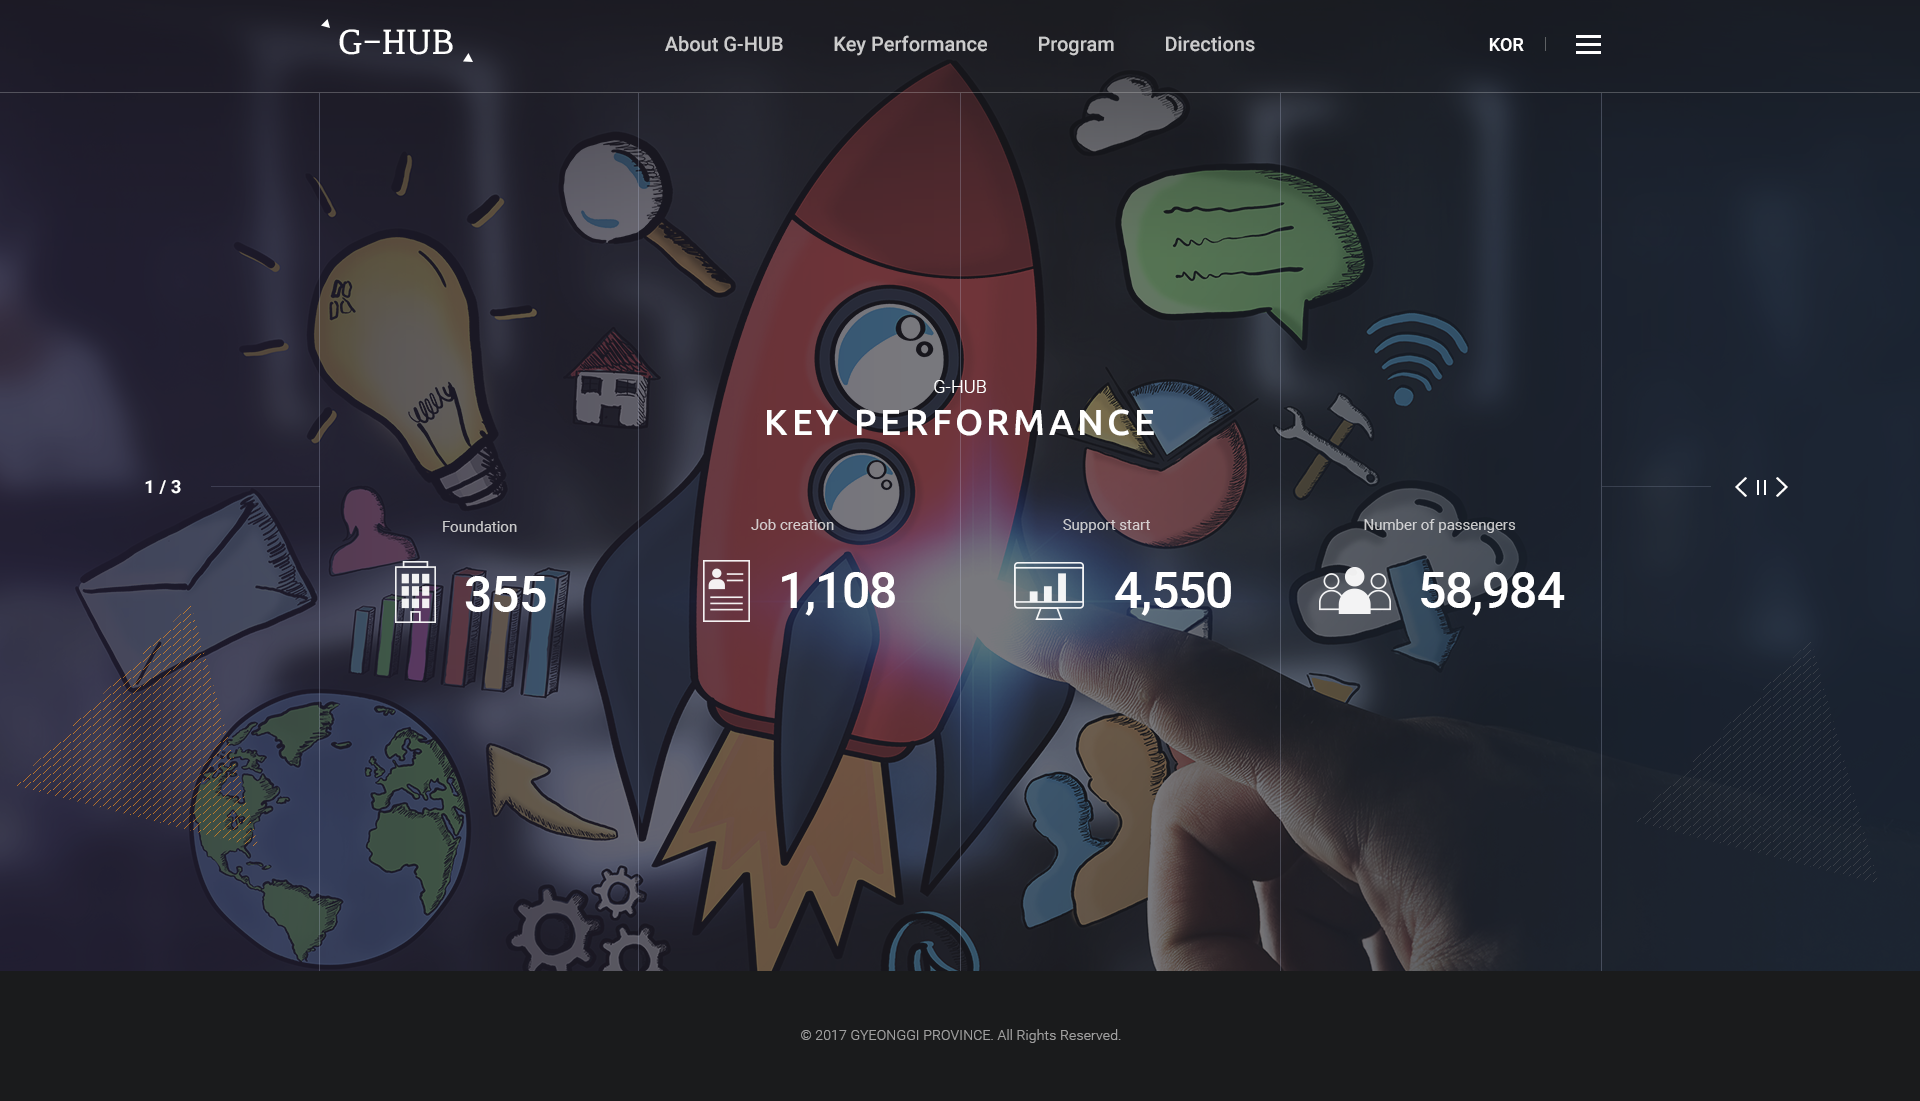 G-HUB
About G-HUB Key Performance Program Directions
KOR
G-HUB
KEY PERFORMANCE
1 / 3
Foundation
355
Job creation
1,108
Support start
4,550
Number of passengers
58,984
© 2017 GYEONGGI PROVINCE. All Rights Reserved.